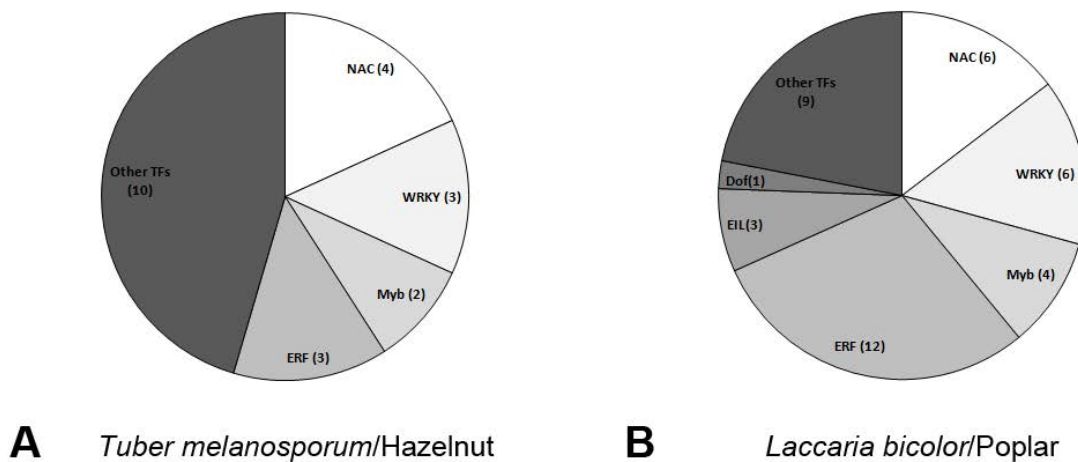 NAC (4)
WRKY (3)
Myb (2)
ERF (3)
Other TFs
(10)
A Tuber melanosporum/Hazelnut
NAC (6)
WRKY (6)
Myb (4)
ERF (12)
EIL(3)
Dof(1)
Other TFs
(9)
B Laccaria bicolor/Poplar